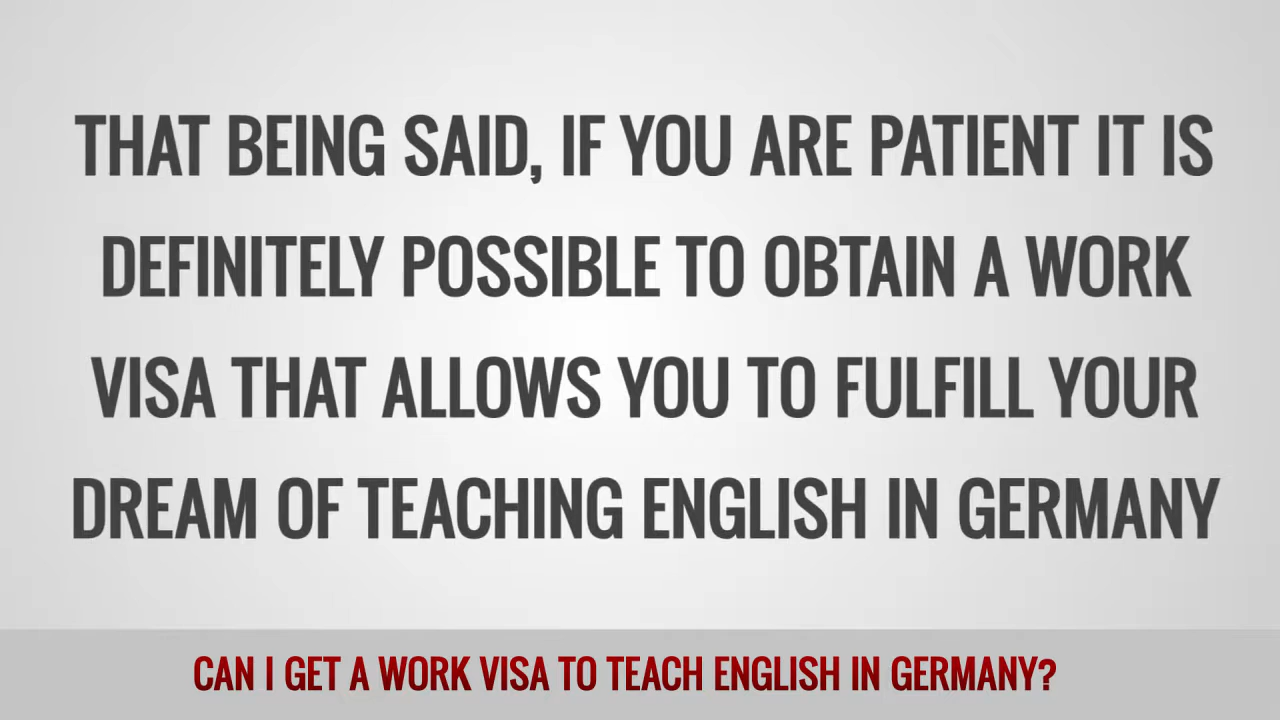 THAT BEING SAID, IF YOU ARE PATIENT IT IS
DEFINITELY POSSIBLE TO OBTAIN A WORK
VISA THAT ALLOWS YOU TO FULFILL YOUR
DREAM OF TEACHING ENGLISH IN GERMANY
CAN I GET A WORK VISA TO TEACH ENGLISH IN GERMANY?